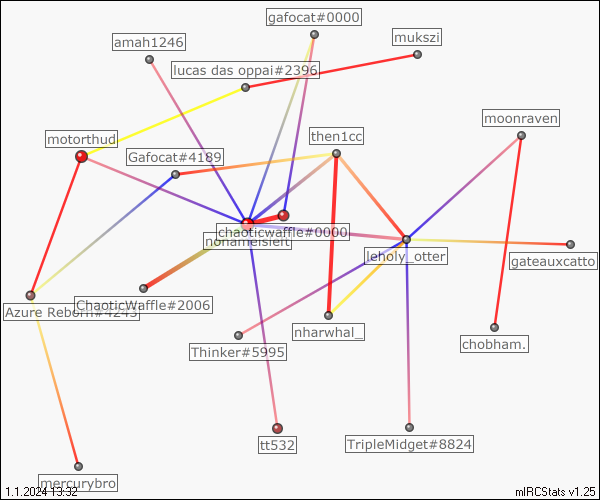 gafocat#0000
mukszi
amah1246
lucas das oppai#2396
moonraven
motorthud
then1cc
Gafocat#4189
chaoticwaffle#0000
leholy_otter
gateauxcatto
ChaoticWaffle#2006
Azure Reborn#4243
nharwhal_
chobham.
Thinker#5995
tt532
TripleMidget#8824
mercurybro
1.1.2024 13:32
mIRCStats v1.25